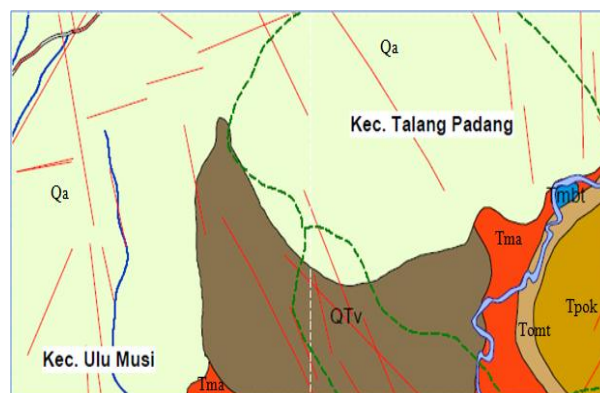 Qa
Kec. Talang Padang
Qa
Tmbt
Tma
Tpok
QTv
Tomt
Kec. Ulu Musi
Tma